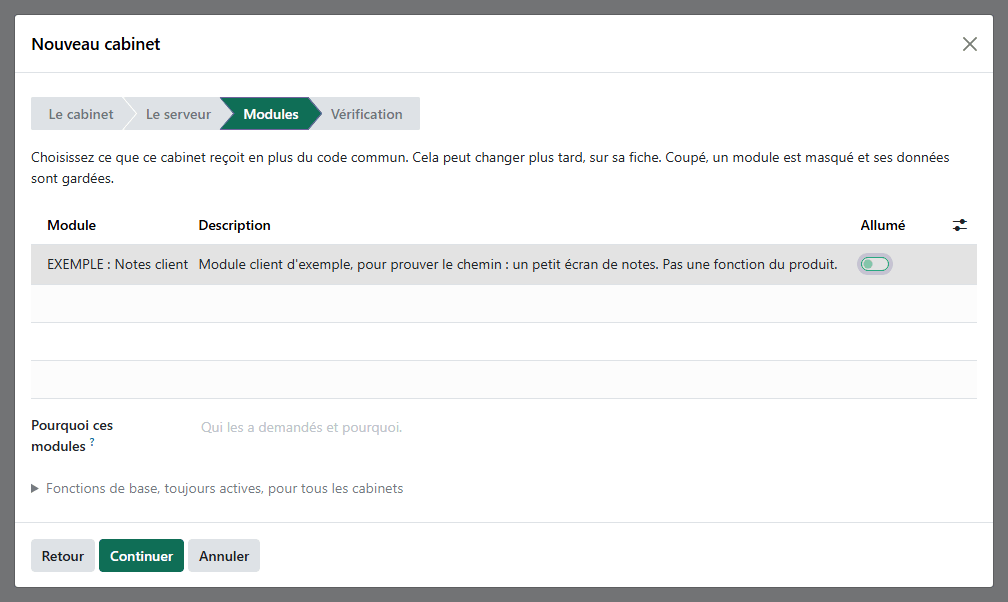 Nouveau cabinet
Le cabinet
Le serveur
Modules
Vérification
Choisissez ce que ce cabinet reçoit en plus du code commun. Cela peut changer plus tard, sur sa fiche. Coupé, un module est masqué et ses données
sont gardées.
Module Description Allumé
EXEMPLE : Notes client Module client d'exemple, pour prouver le chemin : un petit écran de notes. Pas une fonction du produit.
Pourquoi ces
modules ?
Qui les a demandés et pourquoi.
Fonctions de base, toujours actives, pour tous les cabinets
Retour Continuer Annuler